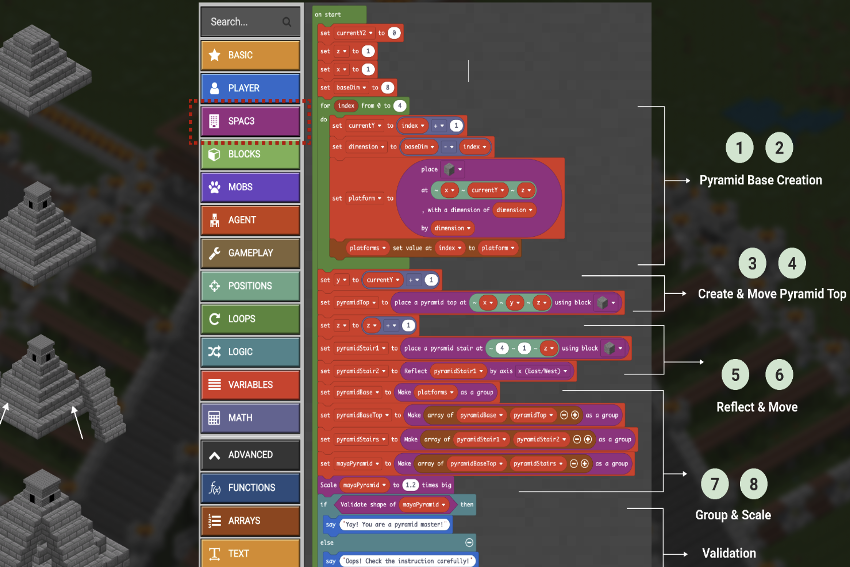 Search...
BASIC
PLAYER
SPAC3
BLOCKS
MOBS
AGENT
GAMEPLAY
POSITIONS
LOOPS
LOGIC
VARIABLES
MATH
ADVANCED
FUNCTIONS
ARRAYS
TEXT
on start
set currentYZ to 0
set z to 1
set x to 1
set baseDim to 8
for index from 0 to 4
do
set currentY to index + 1
set dimension to baseDim - index
place
at ~ x ~ currentY ~ z
set platform to
, with a dimension of dimension
by dimension
platforms set value at index to platform
set y to currentY + 1
set pyramidTop to place a pyramid top at ~ x ~ y ~ z using block
set z to z - 1
set pyramidStair1 to place a pyramid stair at ~ 4 ~ 1 ~ z using block
set pyramidStair2 to Reflect pyramidStair1 by axis x (East/West)
set pyramidBase to Make platforms as a group
set pyramidBaseTop to Make array of pyramidBase pyramidTop as a group
set pyramidStairs to Make array of pyramidStair1 pyramidStair2 as a group
set mayaPyramid to Make array of pyramidBaseTop pyramidStairs as a group
Scale mayaPyramid to 1.2 times big
if Validate shape of mayaPyramid then
say "Yay! You are a pyramid master!"
else
say "Oops! Check the instruction carefully!"
1 2
Pyramid Base Creation
3 4
Create & Move Pyramid Top
5 6
Reflect & Move
7 8
Group & Scale
Validation